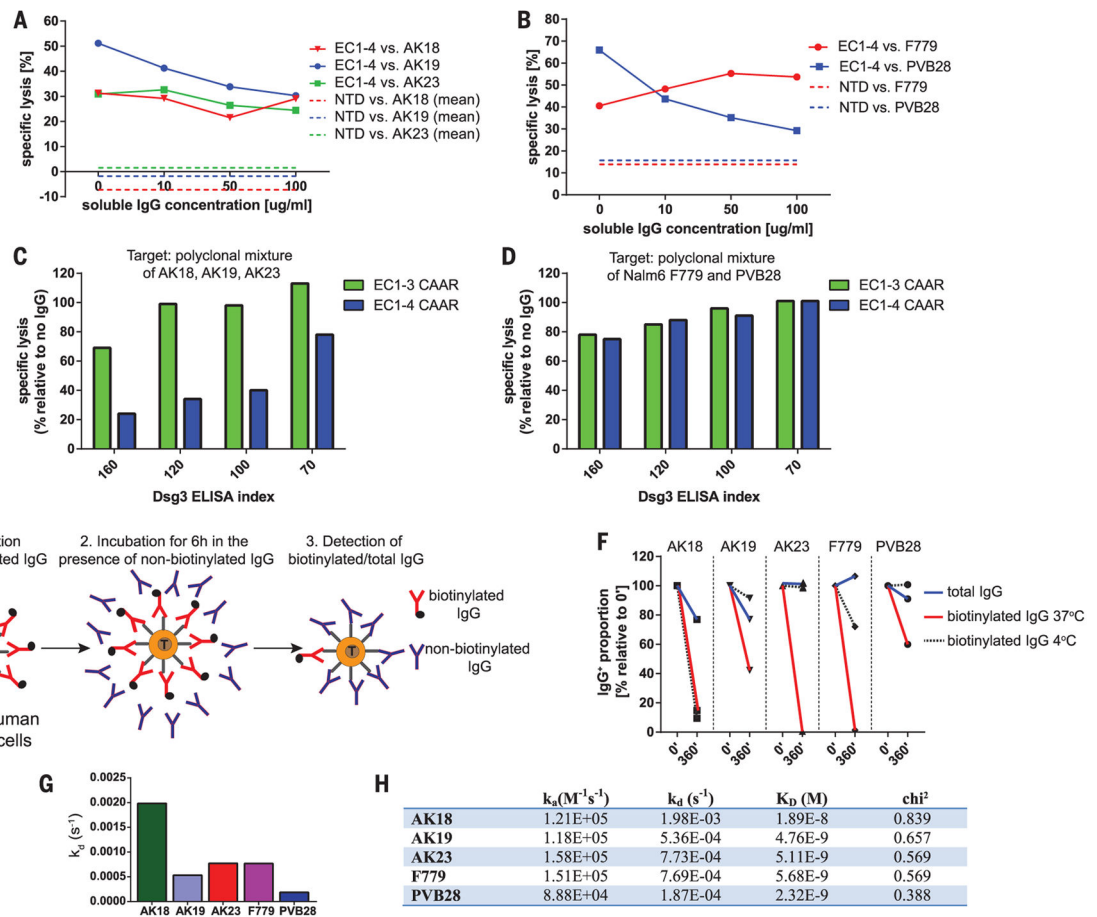 A
60
50
40
30
20
10
0
-10
specific lysis [%]
0 10 50 100
soluble IgG concentration [ug/ml]
EC1-4 vs. AK18
EC1-4 vs. AK19
EC1-4 vs. AK23
NTD vs. AK18 (mean)
NTD vs. AK19 (mean)
NTD vs. AK23 (mean)
B
80
70
60
50
40
30
20
10
0
specific lysis [%]
0 10 50 100
soluble IgG concentration [ug/ml]
EC1-4 vs. F779
EC1-4 vs. PVB28
NTD vs. F779
NTD vs. PVB28
C
Target: polyclonal mixture
of AK18, AK19, AK23
120
100
80
60
40
20
0
specific lysis
(% relative to no IgG)
160 120 100 70
Dsg3 ELISA index
EC1-3 CAAR
EC1-4 CAAR
D
Target: polyclonal mixture
of Nalm6 F779 and PVB28
120
100
80
60
40
20
0
specific lysis
(% relative to no IgG)
160 120 100 70
Dsg3 ELISA index
EC1-3 CAAR
EC1-4 CAAR
tion
ted IgG
uman
cells
2. Incubation for 6h in the
presence of non-biotinylated IgG
T
3. Detection of
biotinylated/total IgG
T
biotinylated
IgG
non-biotinylated
IgG
F
AK18 AK19 AK23 F779 PVB28
120
100
80
60
40
20
0
IgG⁺ proportion
[% relative to 0']
0' 360' 0' 360' 0' 360' 0' 360' 0' 360'
total IgG
biotinylated IgG 37ºC
biotinylated IgG 4ºC
G
0.0025
0.0020
0.0015
0.0010
0.0005
0.0000
kd (s⁻¹)
AK18 AK19 AK23 F779 PVB28
H
ka(M⁻¹s⁻¹) kd (s⁻¹) KD (M) chi²
AK18 1.21E+05 1.98E-03 1.89E-8 0.839
AK19 1.18E+05 5.36E-04 4.76E-9 0.657
AK23 1.58E+05 7.73E-04 5.11E-9 0.569
F779 1.51E+05 7.69E-04 5.68E-9 0.569
PVB28 8.88E+04 1.87E-04 2.32E-9 0.388